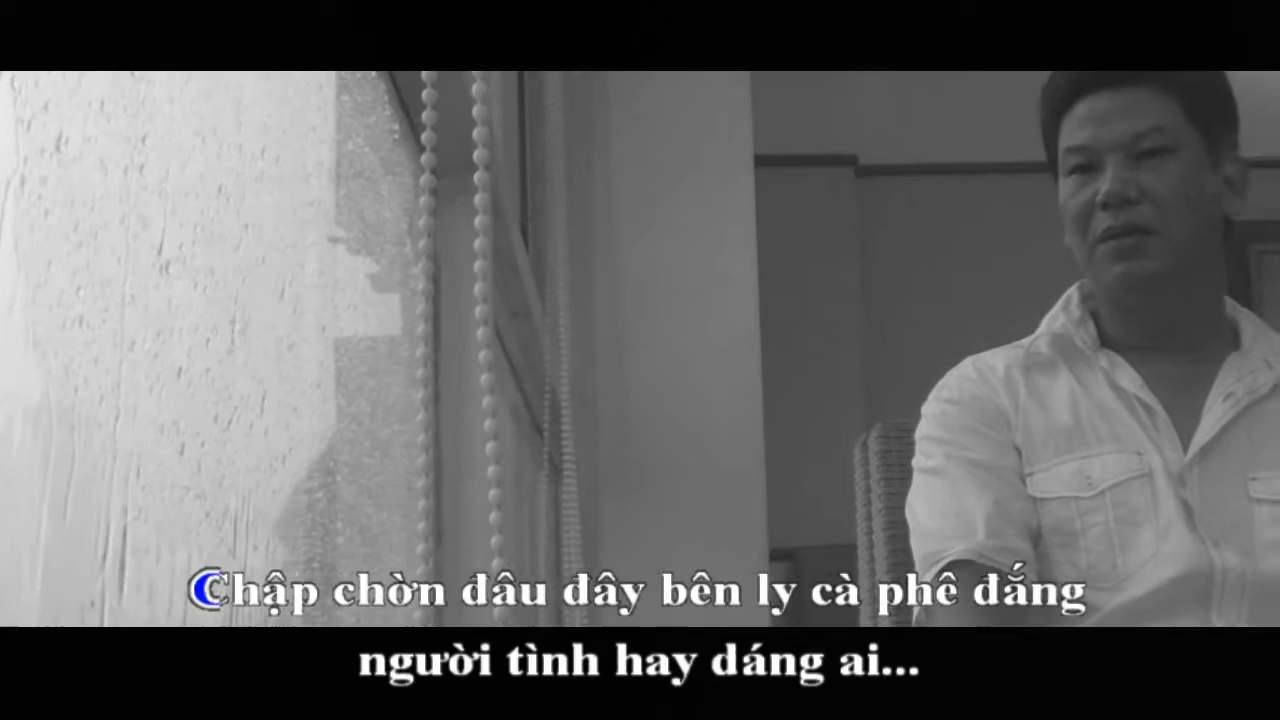 Chập chờn đâu đây bên ly cà phê đắng
người tình hay dáng ai...